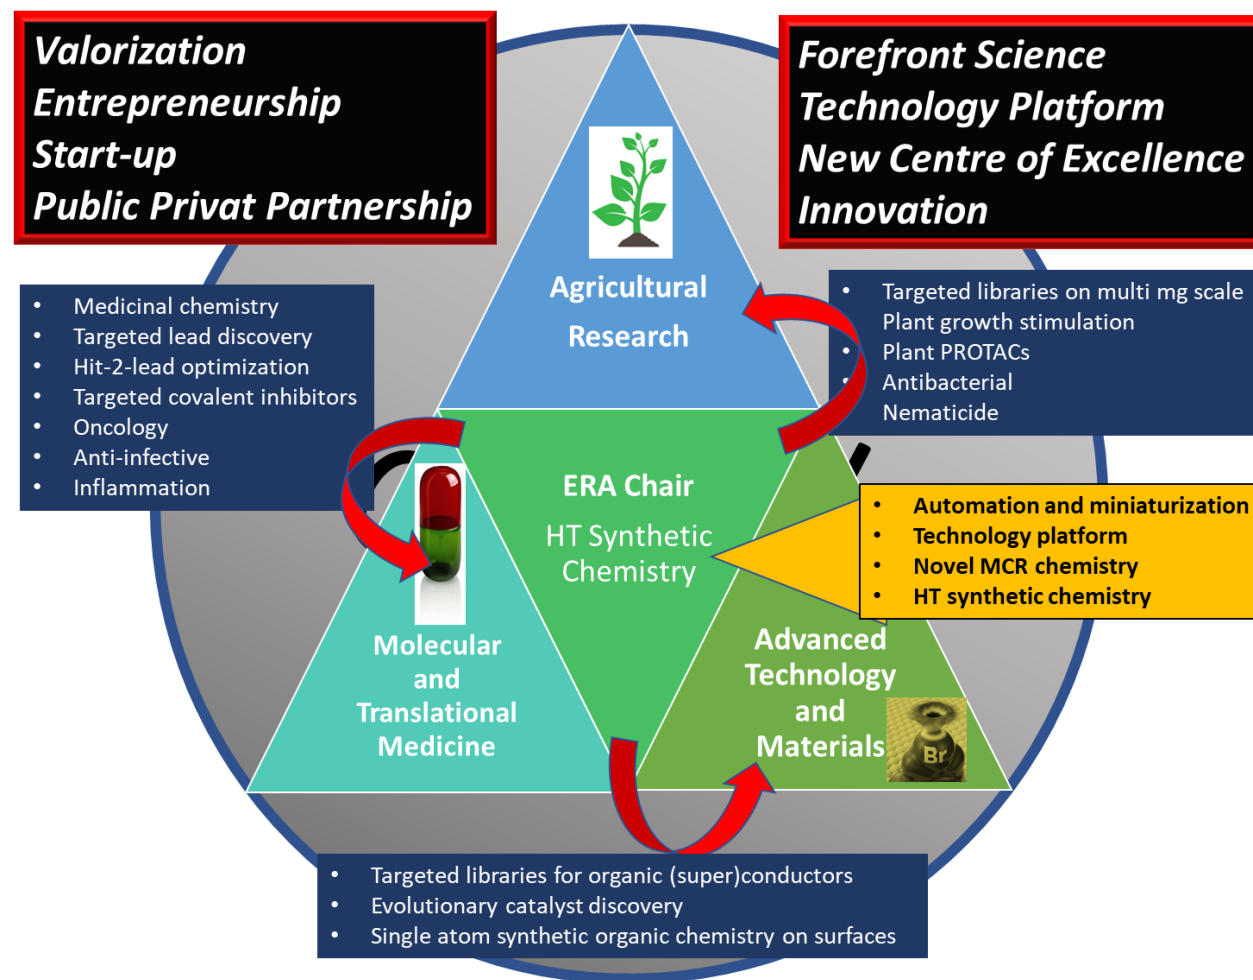 Valorization
Entrepreneurship
Start-up
Public Privat Partnership
Forefront Science
Technology Platform
New Centre of Excellence
Innovation
Agricultural
Research
• Medicinal chemistry
• Targeted lead discovery
• Hit-2-lead optimization
• Targeted covalent inhibitors
• Oncology
• Anti-infective
• Inflammation
• Targeted libraries on multi mg scale
Plant growth stimulation
• Plant PROTACs
• Antibacterial
Nematicide
ERA Chair
HT Synthetic
Chemistry
• Automation and miniaturization
• Technology platform
• Novel MCR chemistry
• HT synthetic chemistry
Molecular
and
Translational
Medicine
Advanced
Technology
and
Materials
Br
• Targeted libraries for organic (super)conductors
• Evolutionary catalyst discovery
• Single atom synthetic organic chemistry on surfaces